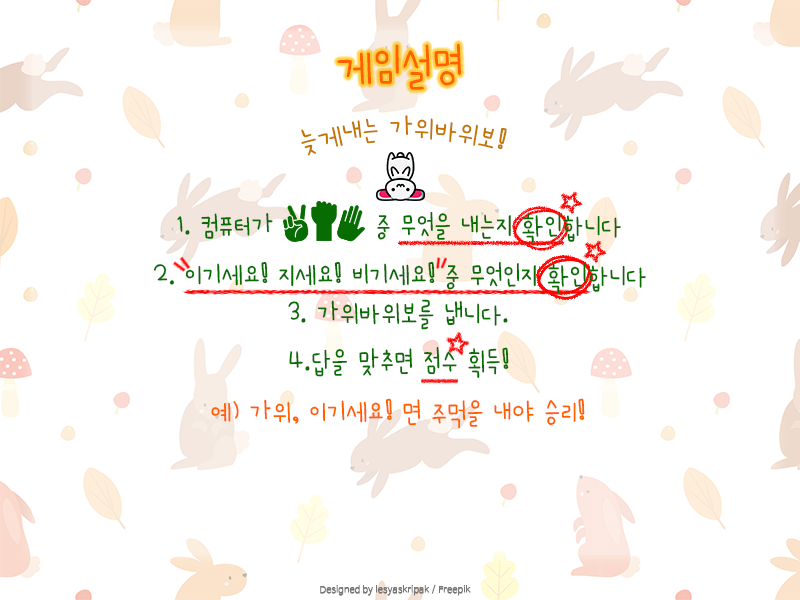 게임설명
늦게내는 가위바위보!
1. 컴퓨터가 중 무엇을 내는지 확인합니다
2. "이기세요! 지세요! 비기세요!" 중 무엇인지 확인합니다
3. 가위바위보를 냅니다.
4.답을 맞추면 점수 획득!
예) 가위, 이기세요! 면 주먹을 내야 승리!
Designed by lesyaskripak / Freepik